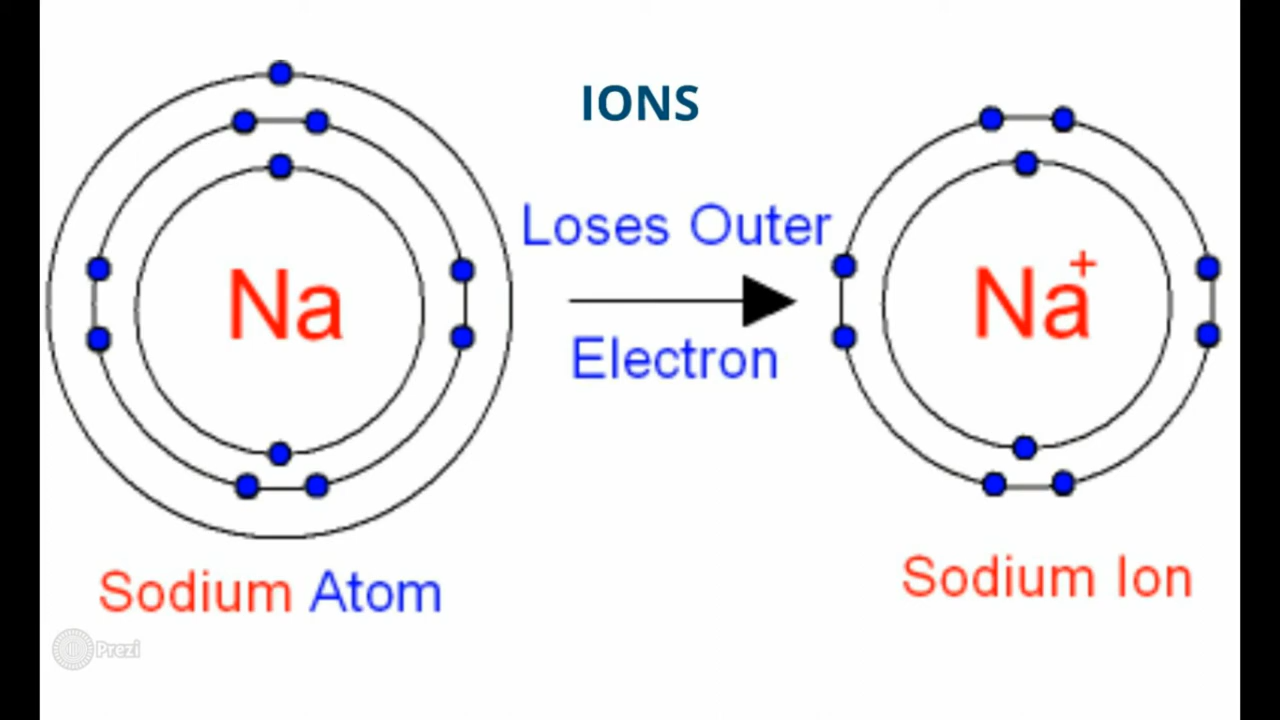 IONS
Loses Outer
Na
Na+
Electron
Sodium Atom
Sodium Ion
Prezi